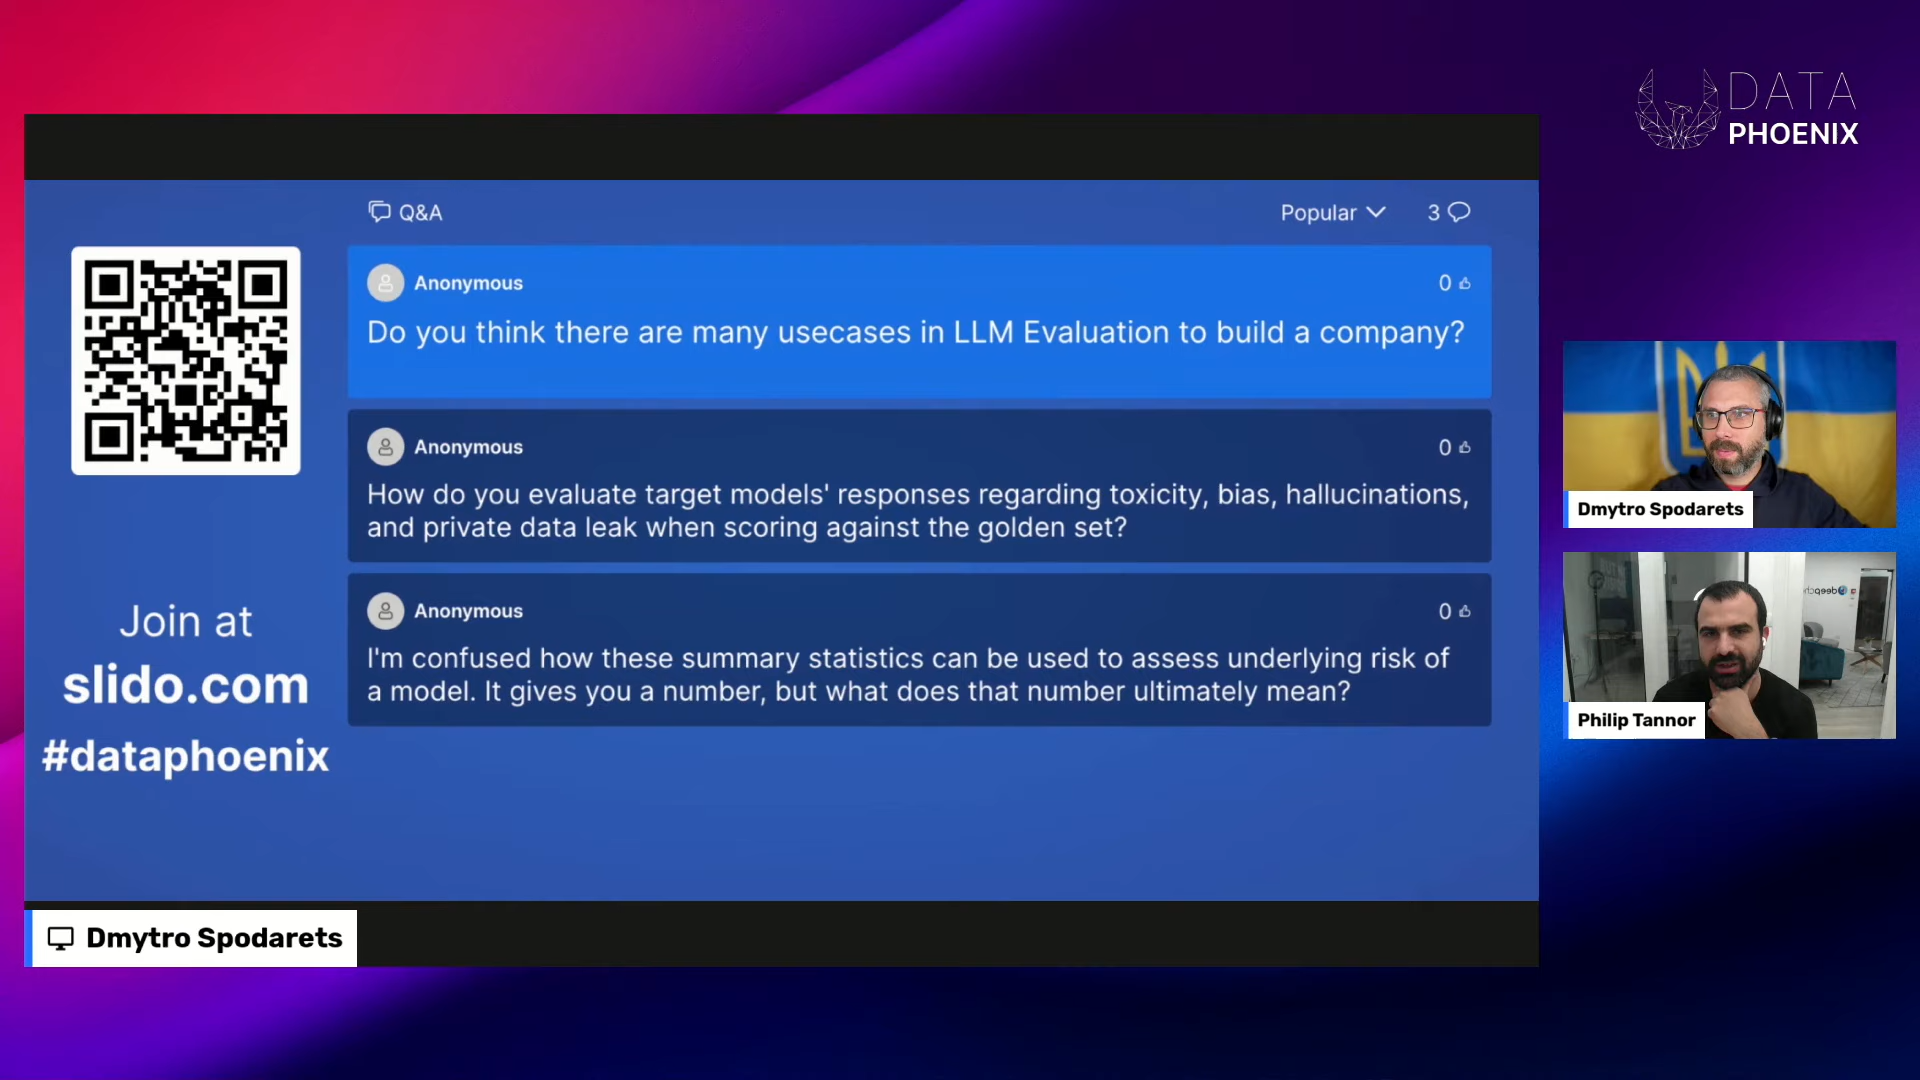 DATA
PHOENIX
Q&A
Popular
3
Anonymous
0
Do you think there are many usecases in LLM Evaluation to build a company?
Anonymous
0
How do you evaluate target models' responses regarding toxicity, bias, hallucinations,
and private data leak when scoring against the golden set?
Anonymous
0
I'm confused how these summary statistics can be used to assess underlying risk of
a model. It gives you a number, but what does that number ultimately mean?
Join at
slido.com
#dataphoenix
Dmytro Spodarets
Dmytro Spodarets
Philip Tannor